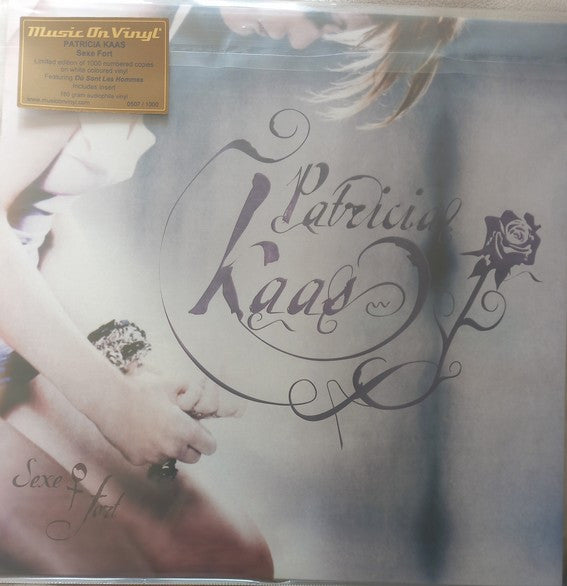 Music On Vinyl
PATRICIA KAAS
Sexe Fort
Limited edition of 1000 numbered copies
on white coloured vinyl
Featuring Où Sont Les Hommes
Includes insert
180 gram audiophile vinyl
www.musiconvinyl.com 0507 / 1000
Patricia
Kaas
Sexe
fort